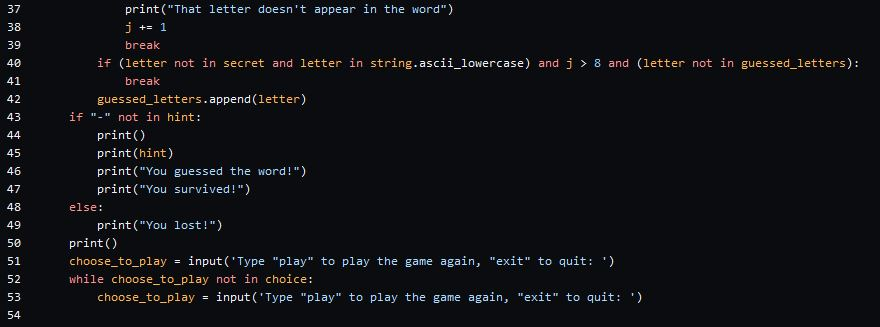 37 print("That letter doesn't appear in the word")
38 j += 1
39 break
40 if (letter not in secret and letter in string.ascii_lowercase) and j > 8 and (letter not in guessed_letters):
41 break
42 guessed_letters.append(letter)
43 if "-" not in hint:
44 print()
45 print(hint)
46 print("You guessed the word!")
47 print("You survived!")
48 else:
49 print("You lost!")
50 print()
51 choose_to_play = input('Type "play" to play the game again, "exit" to quit: ')
52 while choose_to_play not in choice:
53 choose_to_play = input('Type "play" to play the game again, "exit" to quit: ')
54